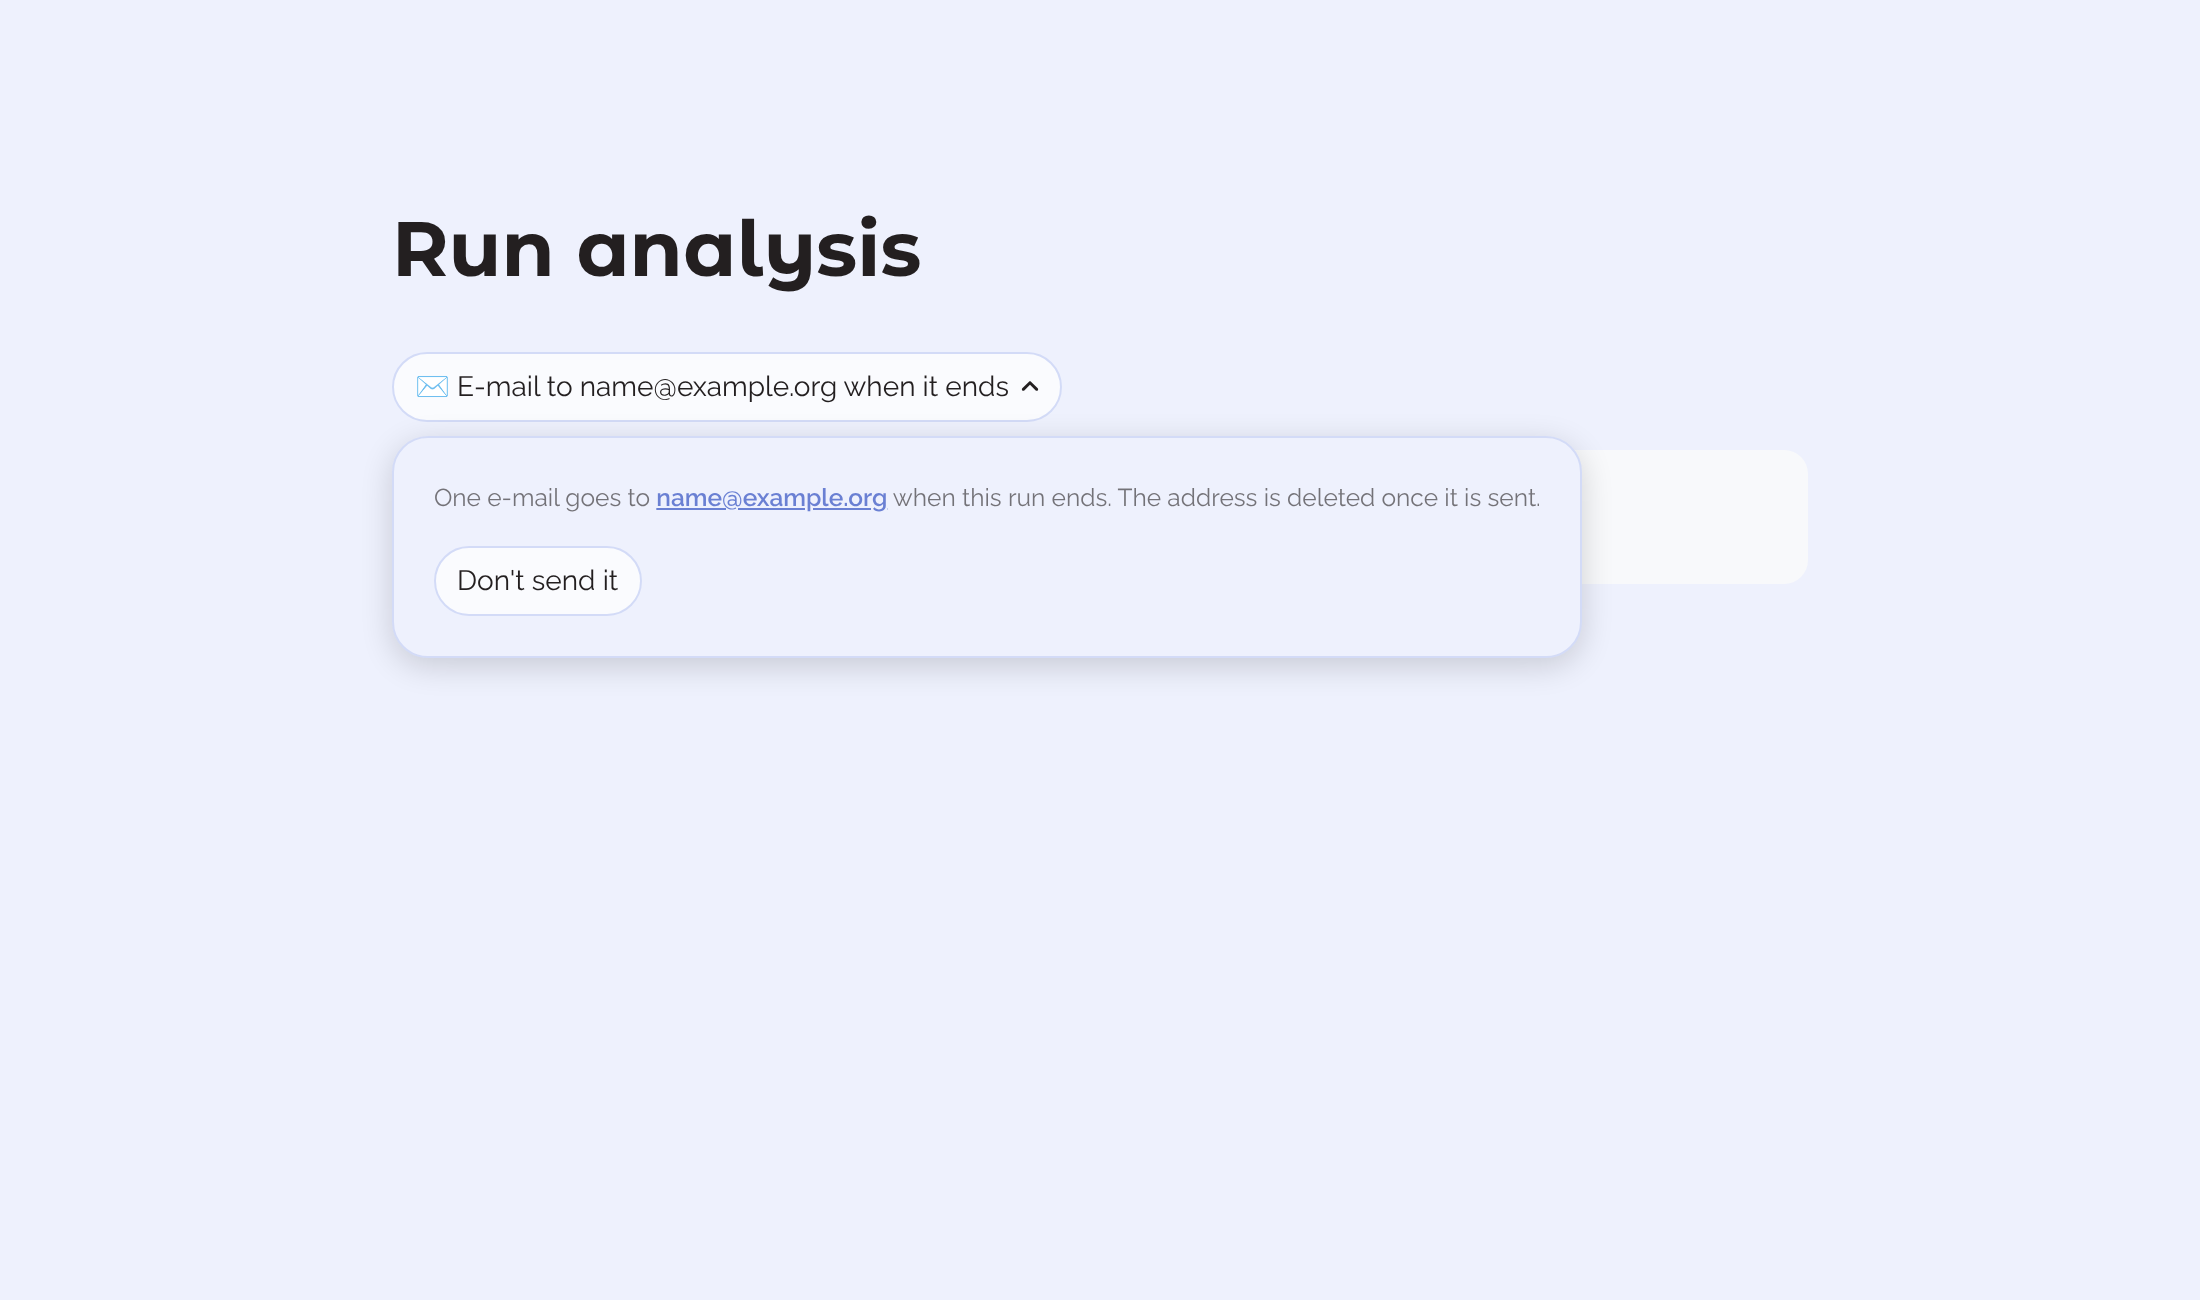 Run analysis
✉️ E-mail to name@example.org when it ends
One e-mail goes to name@example.org when this run ends. The address is deleted once it is sent.
Don't send it